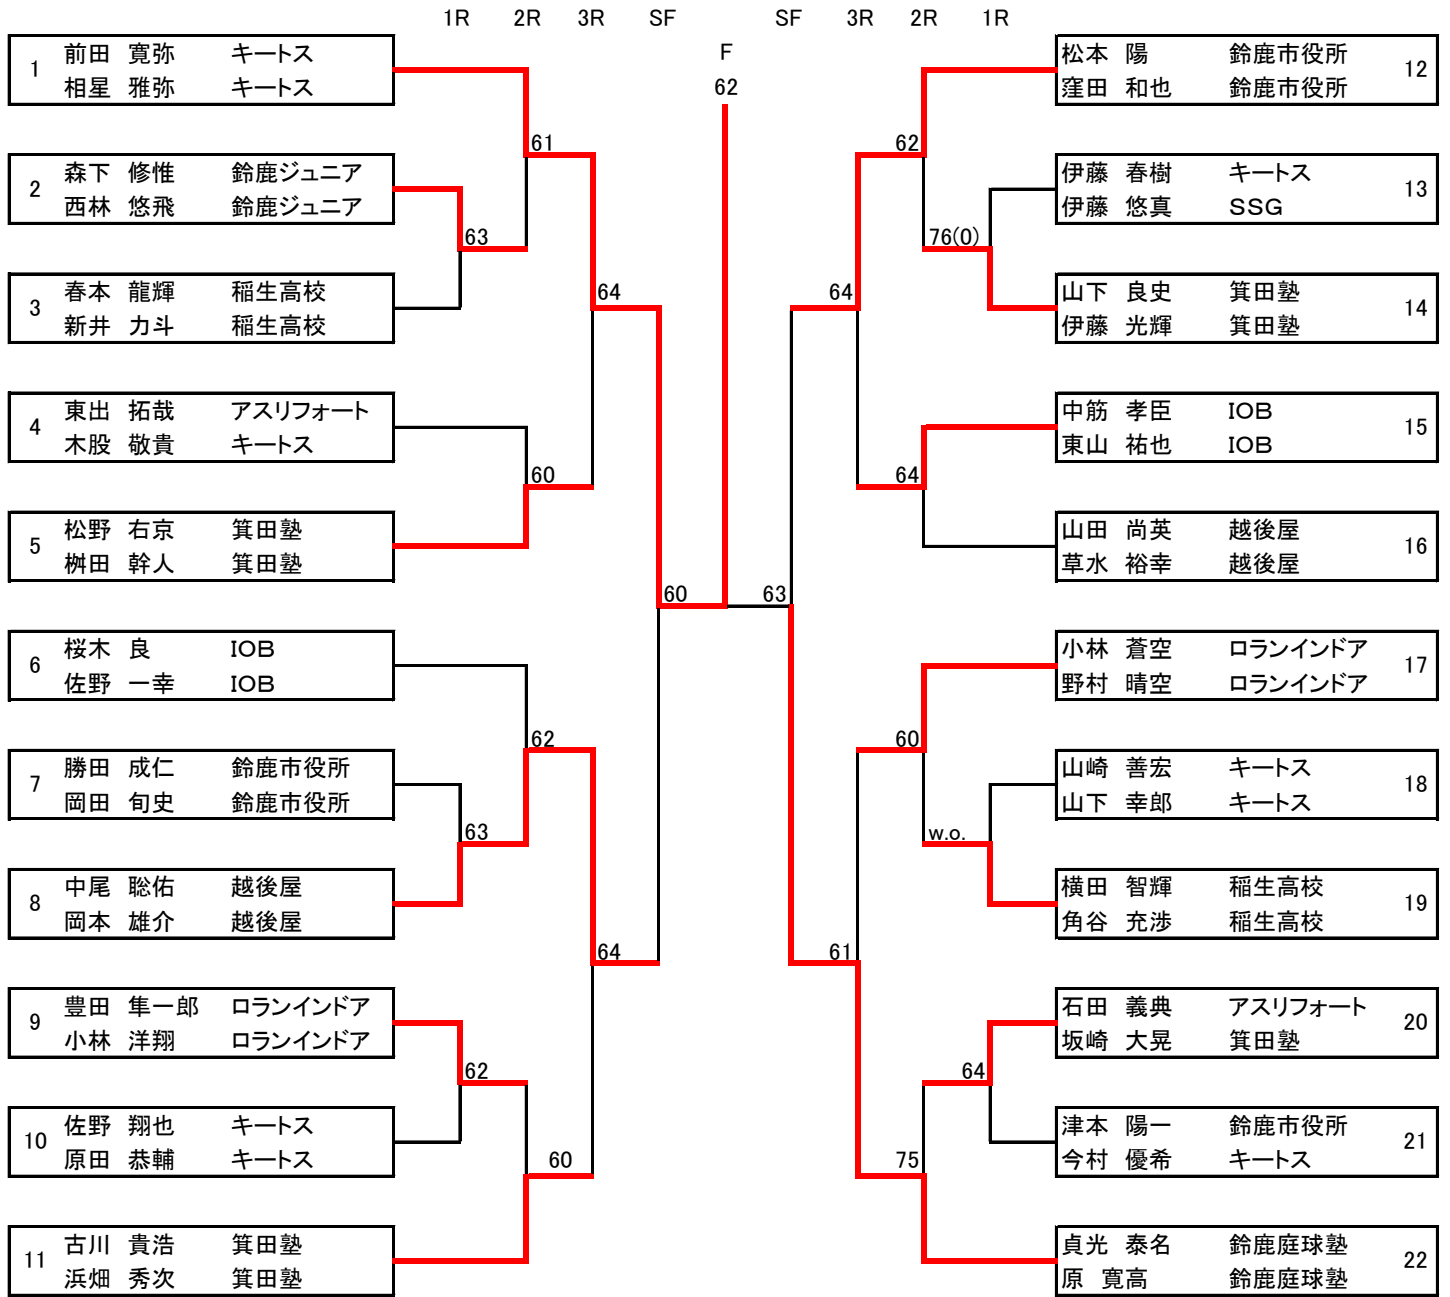 1R 2R 3R SF SF 3R 2R 1R
F
62
1 前田 寛弥 キートス
相星 雅弥 キートス
2 森下 修惟 鈴鹿ジュニア
西林 悠飛 鈴鹿ジュニア
3 春本 龍輝 稲生高校
新井 力斗 稲生高校
4 東出 拓哉 アスリフォート
木股 敬貴 キートス
5 松野 右京 箕田塾
桝田 幹人 箕田塾
6 桜木 良 IOB
佐野 一幸 IOB
7 勝田 成仁 鈴鹿市役所
岡田 旬史 鈴鹿市役所
8 中尾 聡佑 越後屋
岡本 雄介 越後屋
9 豊田 隼一郎 ロランインドア
小林 洋翔 ロランインドア
10 佐野 翔也 キートス
原田 恭輔 キートス
11 古川 貴浩 箕田塾
浜畑 秀次 箕田塾
61
63
64
60
60
62
63
64
62
60
松本 陽 鈴鹿市役所 12
窪田 和也 鈴鹿市役所
伊藤 春樹 キートス 13
伊藤 悠真 SSG
山下 良史 箕田塾 14
伊藤 光輝 箕田塾
中筋 孝臣 IOB 15
東山 祐也 IOB
山田 尚英 越後屋 16
草水 裕幸 越後屋
小林 蒼空 ロランインドア 17
野村 晴空 ロランインドア
山崎 善宏 キートス 18
山下 幸郎 キートス
横田 智輝 稲生高校 19
角谷 充渉 稲生高校
石田 義典 アスリフォート 20
坂崎 大晃 箕田塾
津本 陽一 鈴鹿市役所 21
今村 優希 キートス
貞光 泰名 鈴鹿庭球塾 22
原 寛高 鈴鹿庭球塾
62
76(0)
64
64
63
60
w.o.
61
64
75